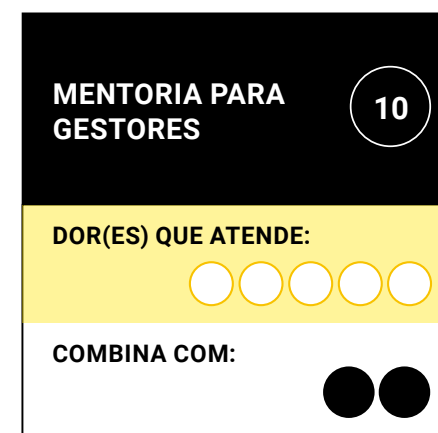 MENTORIA PARA
GESTORES
10
DOR(ES) QUE ATENDE:
COMBINA COM: